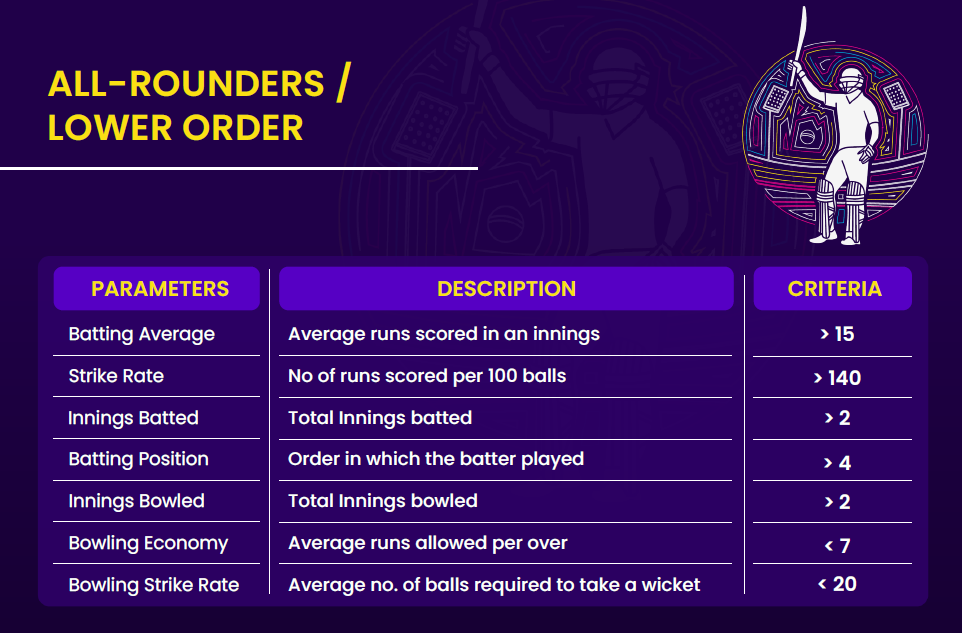 ALL-ROUNDERS /
LOWER ORDER
PARAMETERS DESCRIPTION CRITERIA
Batting Average Average runs scored in an innings > 15
Strike Rate No of runs scored per 100 balls > 140
Innings Batted Total Innings batted > 2
Batting Position Order in which the batter played > 4
Innings Bowled Total Innings bowled > 2
Bowling Economy Average runs allowed per over < 7
Bowling Strike Rate Average no. of balls required to take a wicket < 20